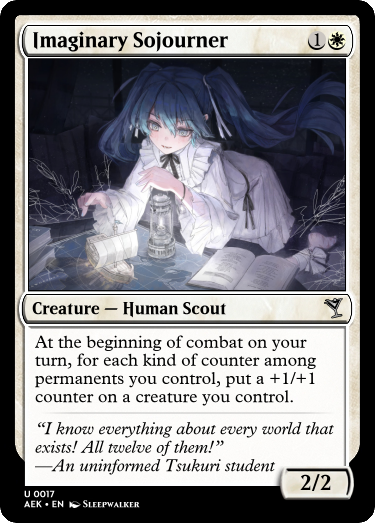 Imaginary Sojourner 1
Creature — Human Scout
At the beginning of combat on your
turn, for each kind of counter among
permanents you control, put a +1/+1
counter on a creature you control.
“I know everything about every world that
exists! All twelve of them!”
—An uninformed Tsukuri student
2/2
U 0017
AEK • EN Sleepwalker